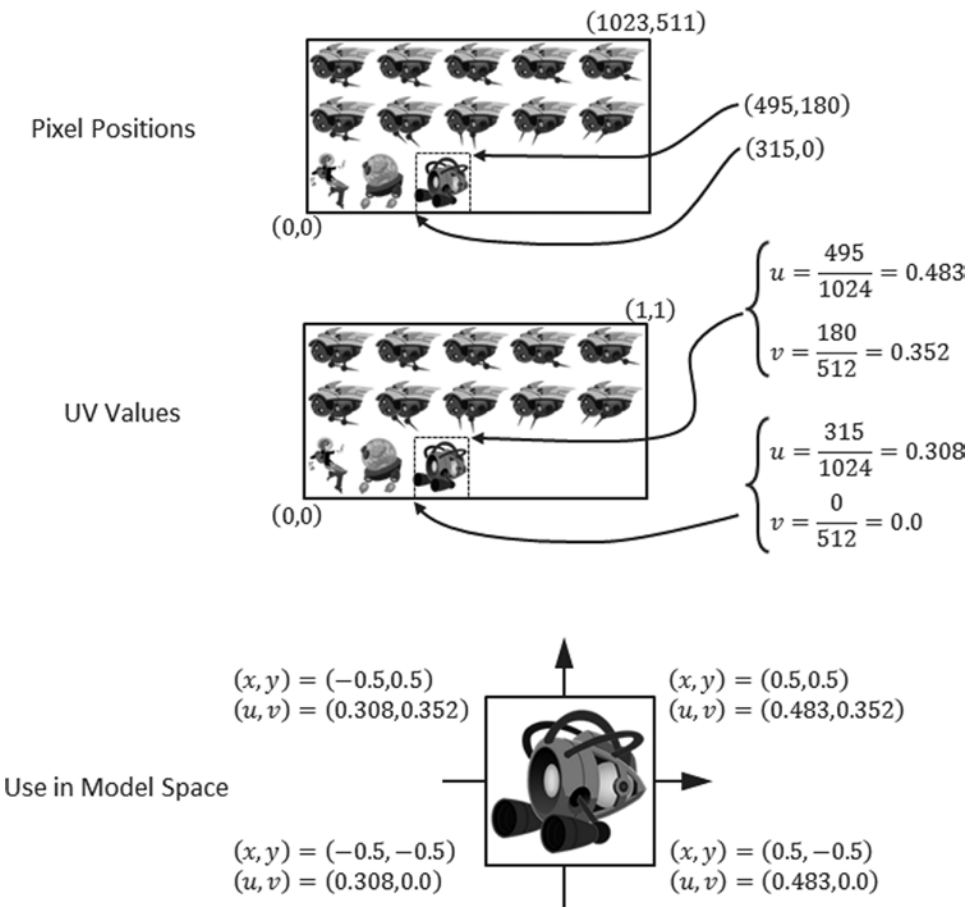 (1023,511)
Pixel Positions
(495,180)
(315,0)
(0,0)
u = 495/1024 = 0.483
v = 180/512 = 0.352
(1,1)
UV Values
u = 315/1024 = 0.308
v = 0/512 = 0.0
(0,0)
(x, y) = (−0.5,0.5)
(u, v) = (0.308,0.352)
(x, y) = (0.5,0.5)
(u, v) = (0.483,0.352)
Use in Model Space
(x, y) = (−0.5, −0.5)
(u, v) = (0.308,0.0)
(x, y) = (0.5, −0.5)
(u, v) = (0.483,0.0)